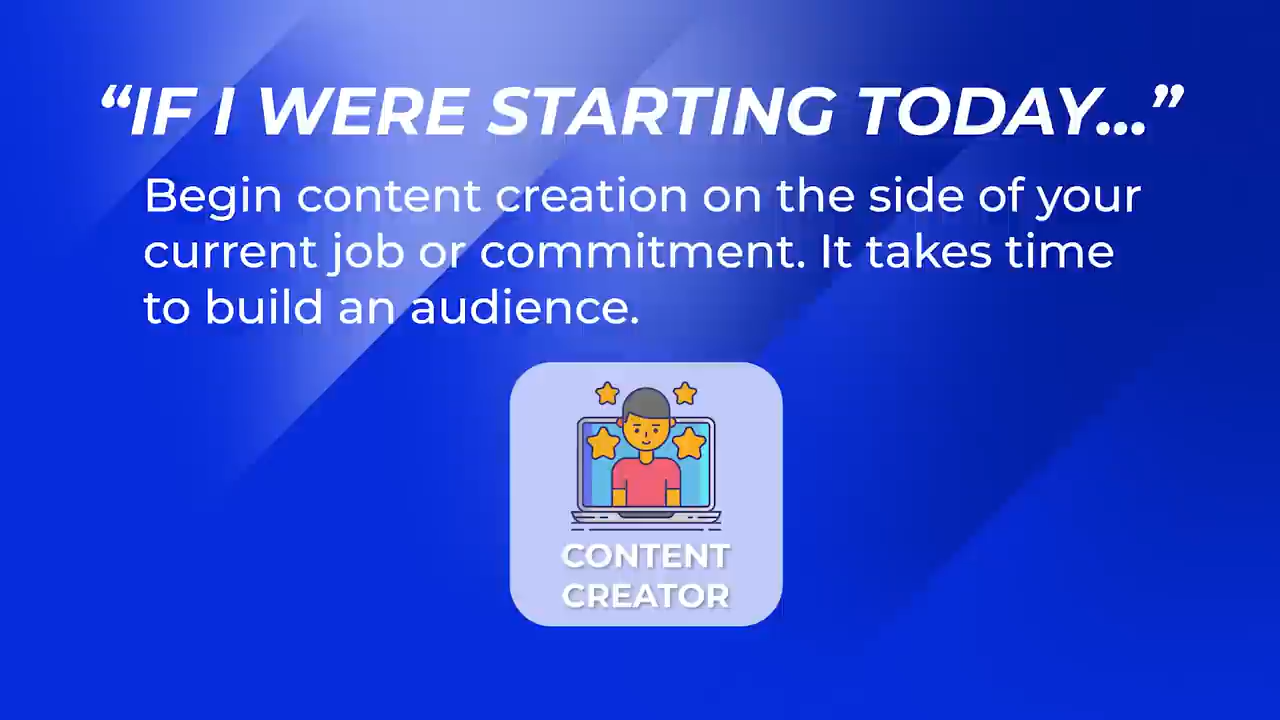 “IF I WERE STARTING TODAY...”
Begin content creation on the side of your
current job or commitment. It takes time
to build an audience.
CONTENT
CREATOR